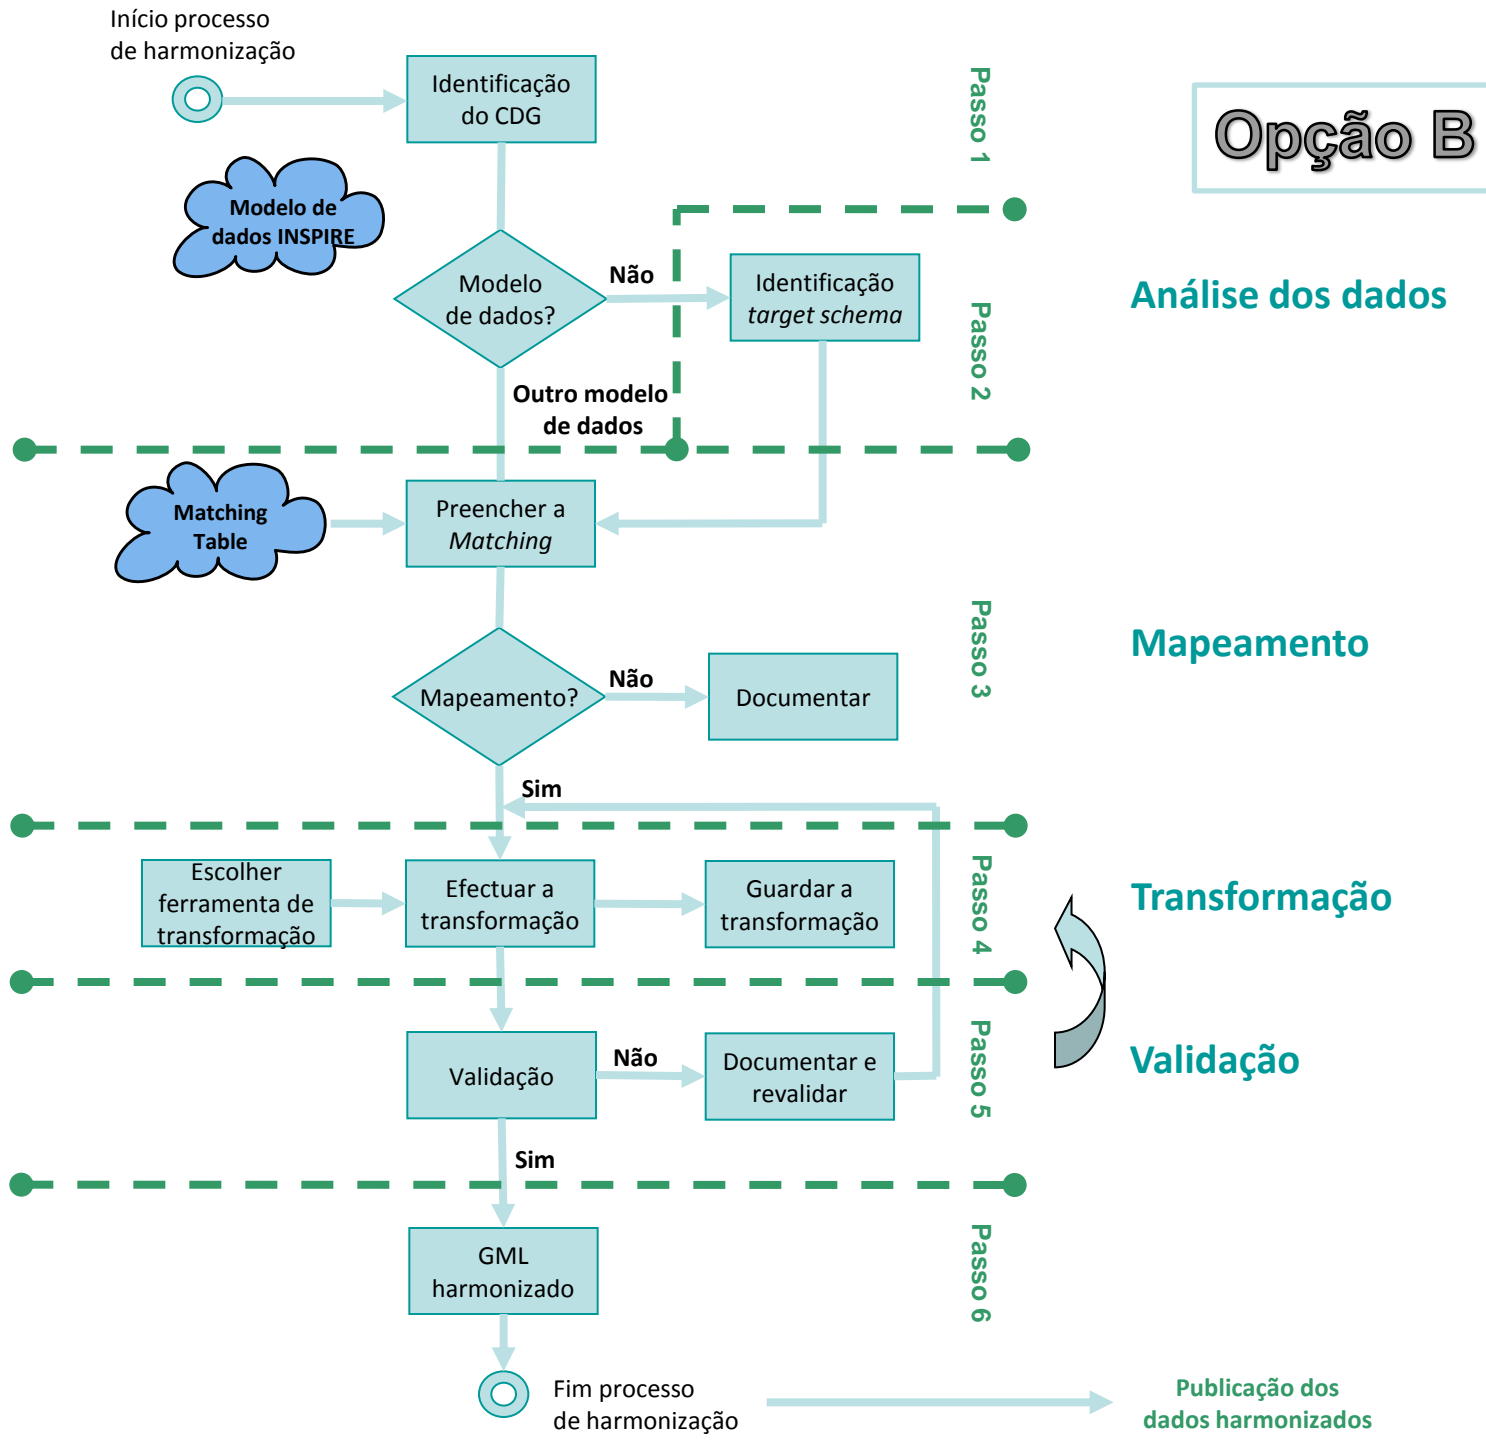 Início processo
de harmonização
Identificação
do CDG
Passo 1
Opção B
Modelo de
dados INSPIRE
Modelo
de dados?
Não
Identificação
target schema
Passo 2
Análise dos dados
Outro modelo
de dados
Matching
Table
Preencher a
Matching
Passo 3
Mapeamento
Mapeamento?
Não
Documentar
Sim
Escolher
ferramenta de
transformação
Efectuar a
transformação
Guardar a
transformação
Passo 4
Transformação
Validação
Não
Documentar e
revalidar
Passo 5
Validação
Sim
GML
harmonizado
Passo 6
Fim processo
de harmonização
Publicação dos
dados harmonizados